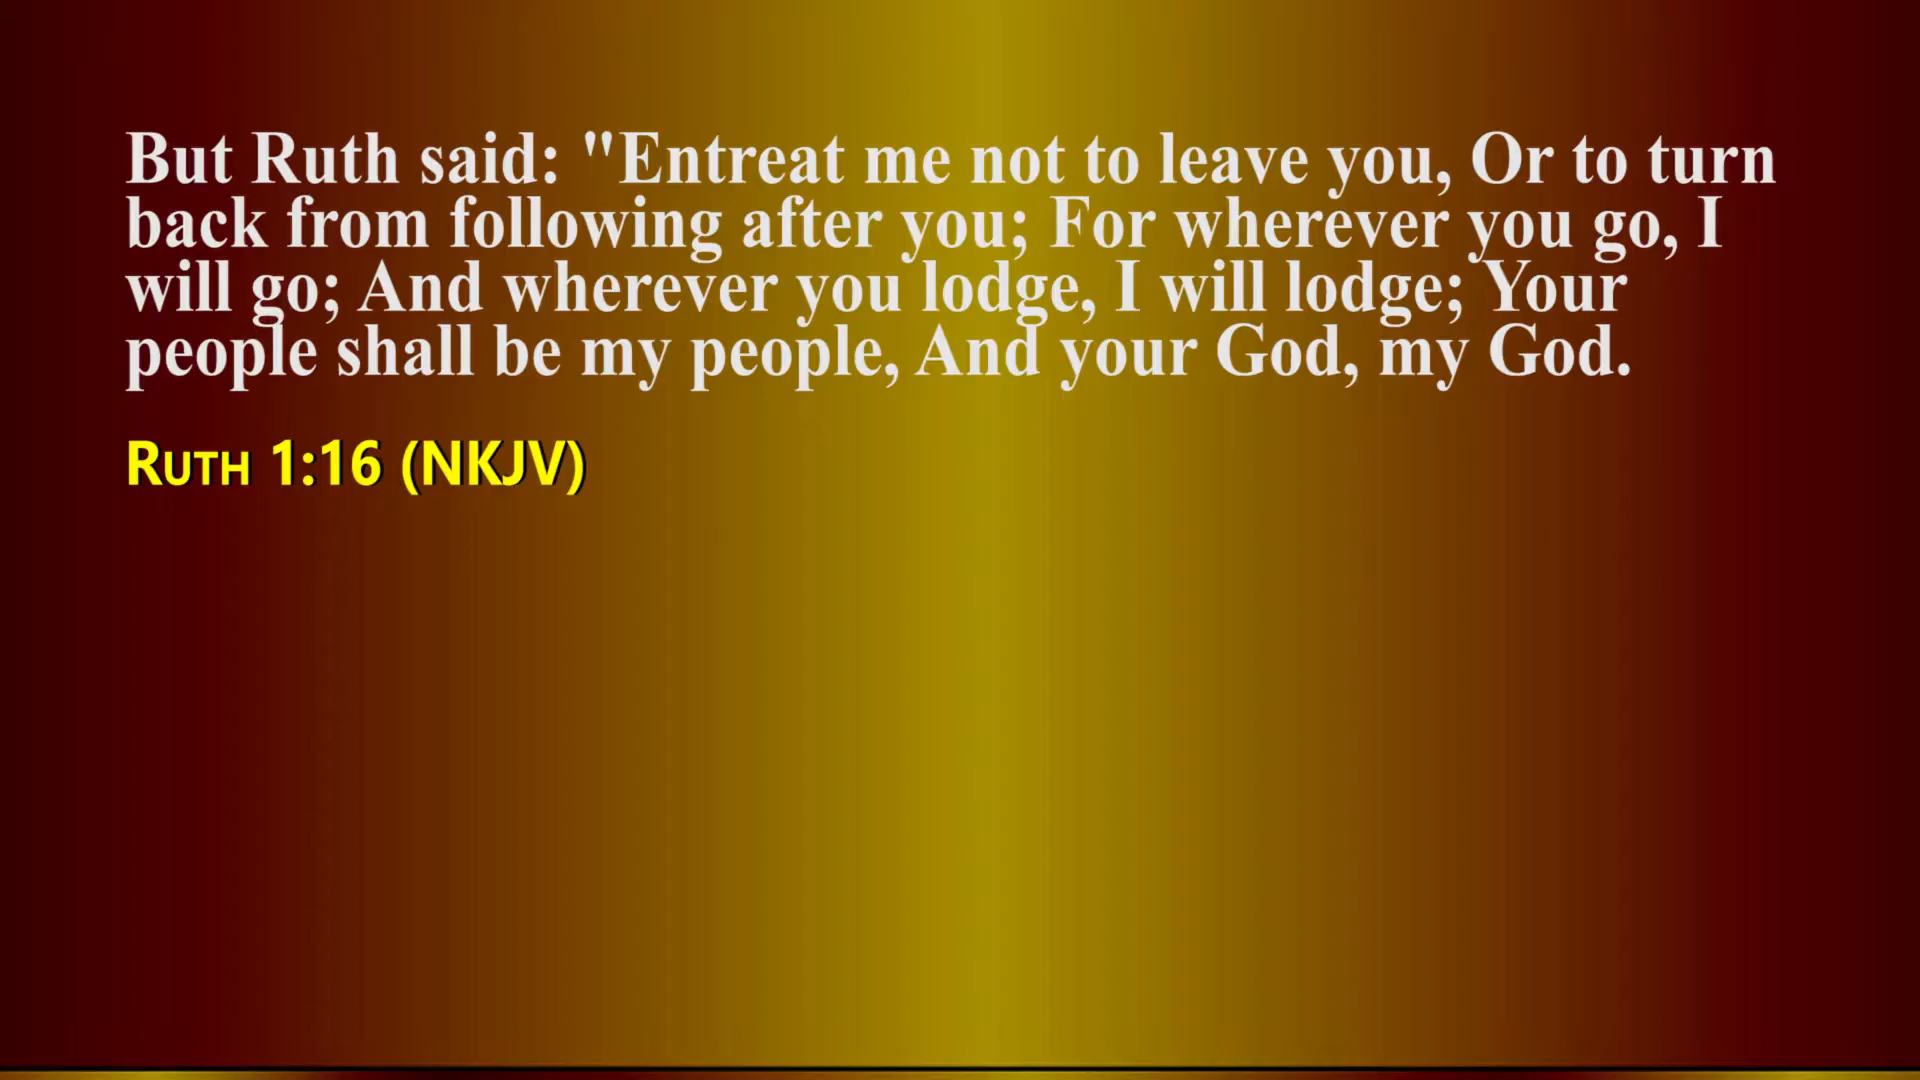 But Ruth said: "Entreat me not to leave you, Or to turn
back from following after you; For wherever you go, I
will go; And wherever you lodge, I will lodge; Your
people shall be my people, And your God, my God.
Ruth 1:16 (NKJV)